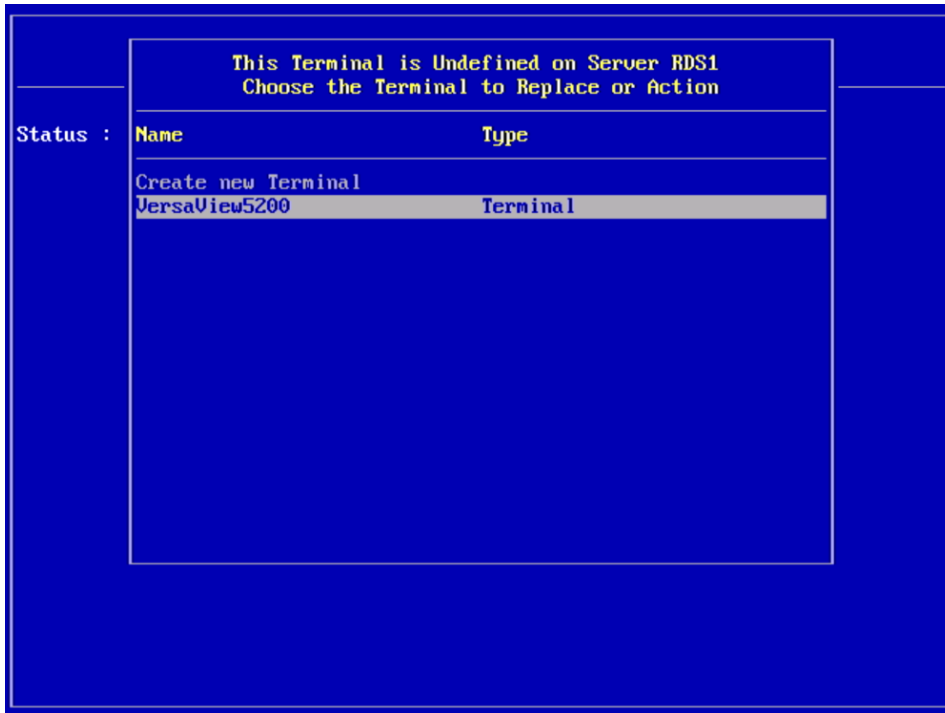 This Terminal is Undefined on Server RDS1
Choose the Terminal to Replace or Action
Status : Name Type
Create new Terminal
VersaView5200 Terminal